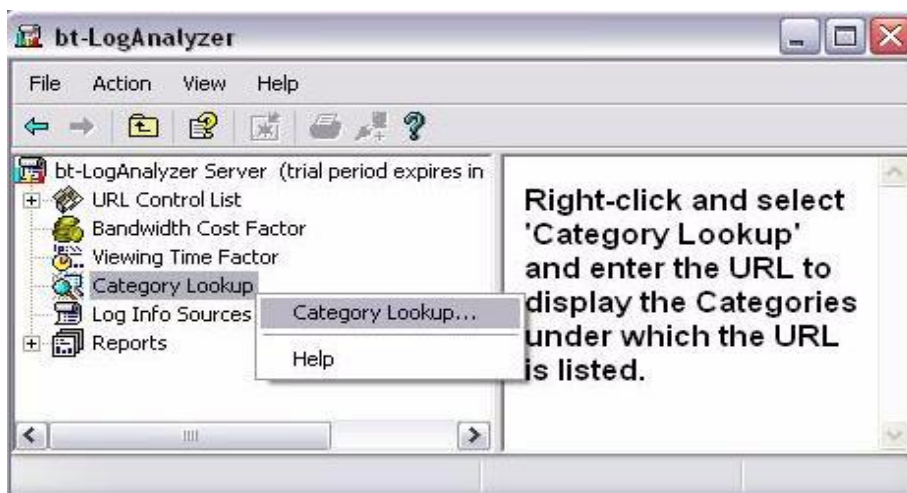 bt-LogAnalyzer
File Action View Help
bt-LogAnalyzer Server (trial period expires in
URL Control List
Bandwidth Cost Factor
Viewing Time Factor
Category Lookup
Log Info Sources
Reports
Category Lookup...
Help
Right-click and select
'Category Lookup'
and enter the URL to
display the Categories
under which the URL
is listed.